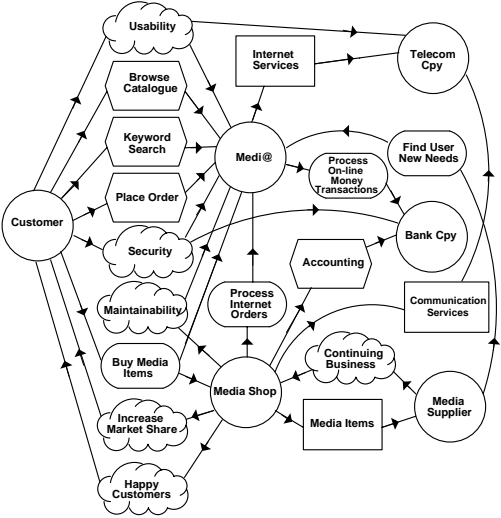 Usability
Internet
Services
Telecom
Cpy
Browse
Catalogue
Keyword
Search
Medi@
Find User
New Needs
Process
On-line
Money
Transactions
Place Order
Customer
Security
Bank Cpy
Accounting
Maintainability
Process
Internet
Orders
Communication
Services
Buy Media
Items
Continuing
Business
Media Shop
Media
Supplier
Increase
Market Share
Media Items
Happy
Customers